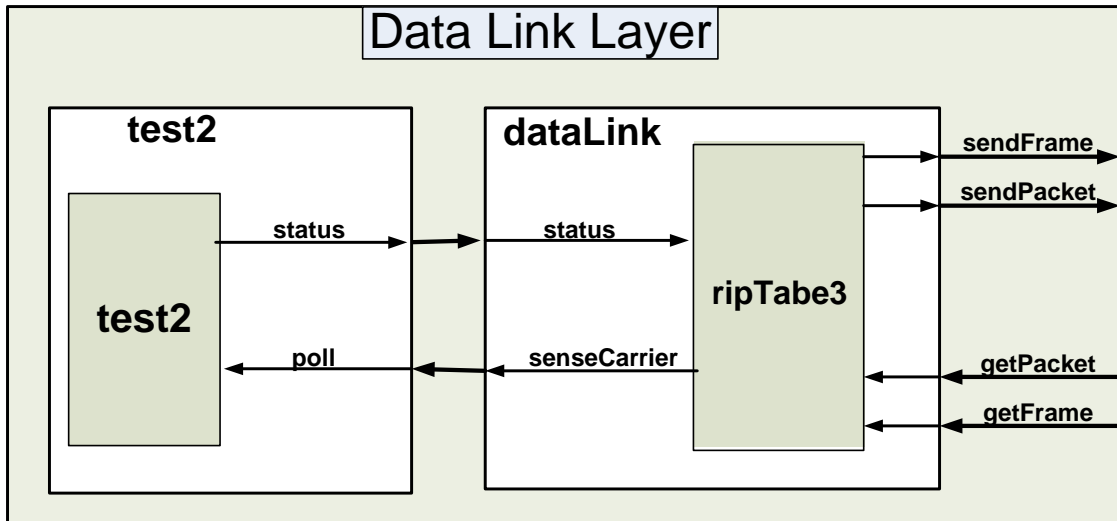 Data Link Layer
test2
dataLink
sendFrame
sendPacket
status
status
test2
ripTabe3
poll
senseCarrier
getPacket
getFrame